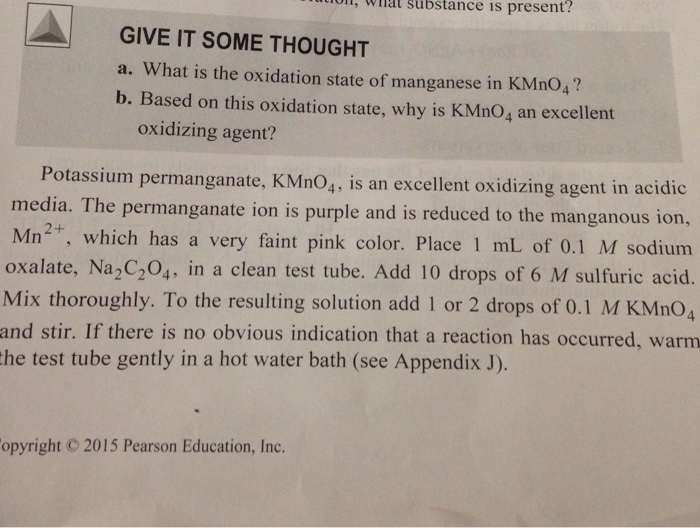 what substance is present?
GIVE IT SOME THOUGHT
a. What is the oxidation state of manganese in KMnO₄?
b. Based on this oxidation state, why is KMnO₄ an excellent
oxidizing agent?
Potassium permanganate, KMnO₄, is an excellent oxidizing agent in acidic
media. The permanganate ion is purple and is reduced to the manganous ion,
Mn²⁺, which has a very faint pink color. Place 1 mL of 0.1 M sodium
oxalate, Na₂C₂O₄, in a clean test tube. Add 10 drops of 6 M sulfuric acid.
Mix thoroughly. To the resulting solution add 1 or 2 drops of 0.1 M KMnO₄
and stir. If there is no obvious indication that a reaction has occurred, warm
the test tube gently in a hot water bath (see Appendix J).
opyright © 2015 Pearson Education, Inc.